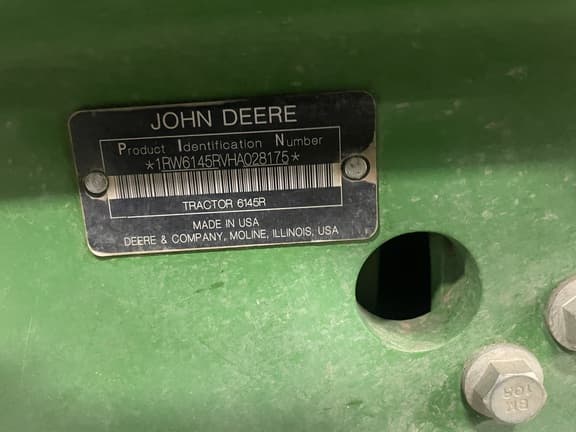 JOHN DEERE
Product Identification Number
*1RW6145RVHA028175*
TRACTOR 6145R
MADE IN USA
DEERE & COMPANY, MOLINE, ILLINOIS, USA